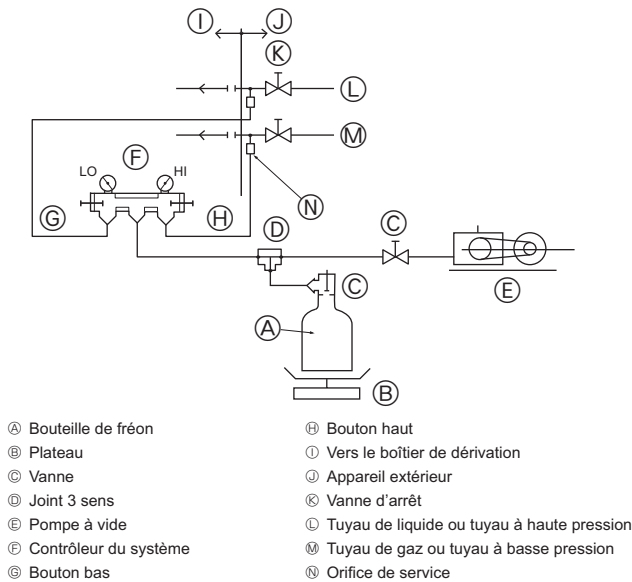 Ⓘ Ⓙ
Ⓚ
Ⓛ
Ⓜ
Ⓕ
LO HI
Ⓖ Ⓗ Ⓝ
Ⓓ Ⓒ
Ⓒ Ⓔ
Ⓐ
Ⓑ
Ⓐ Bouteille de fréon
Ⓑ Plateau
Ⓒ Vanne
Ⓓ Joint 3 sens
Ⓔ Pompe à vide
Ⓕ Contrôleur du système
Ⓖ Bouton bas
Ⓗ Bouton haut
Ⓘ Vers le boîtier de dérivation
Ⓙ Appareil extérieur
Ⓚ Vanne d’arrêt
Ⓛ Tuyau de liquide ou tuyau à haute pression
Ⓜ Tuyau de gaz ou tuyau à basse pression
Ⓝ Orifice de service